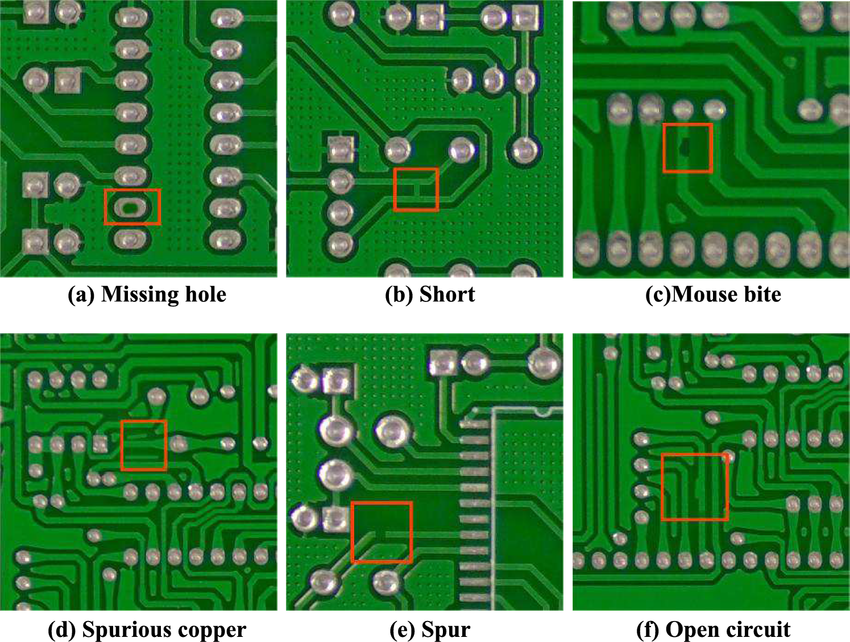 (a) Missing hole
(b) Short
(c)Mouse bite
(d) Spurious copper
(e) Spur
(f) Open circuit